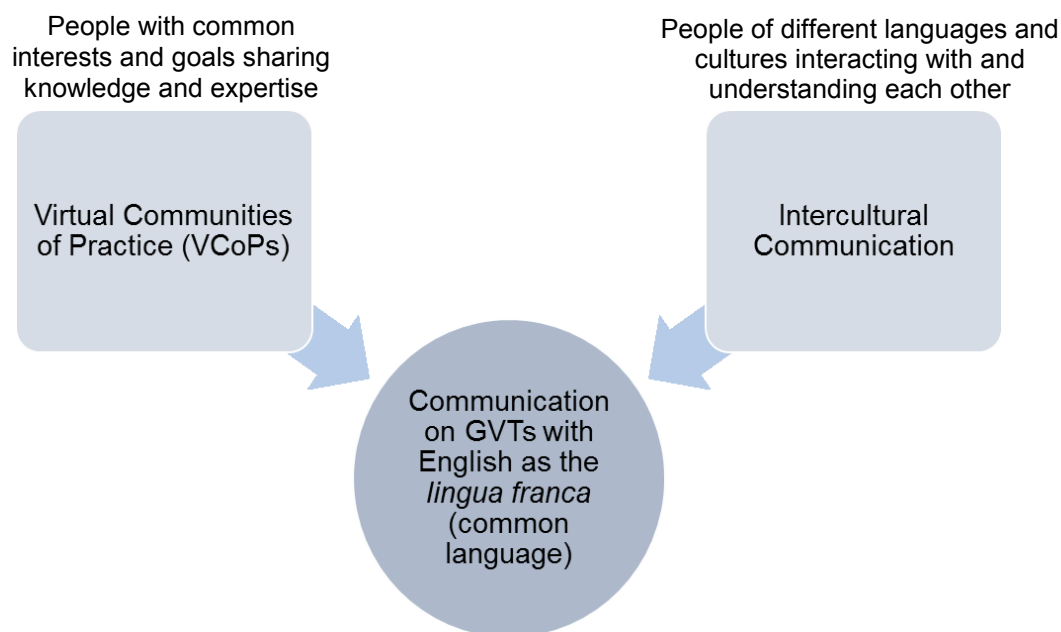 People with common
interests and goals sharing
knowledge and expertise
Virtual Communities
of Practice (VCoPs)
People of different languages and
cultures interacting with and
understanding each other
Intercultural
Communication
Communication
on GVTs with
English as the
lingua franca
(common
language)